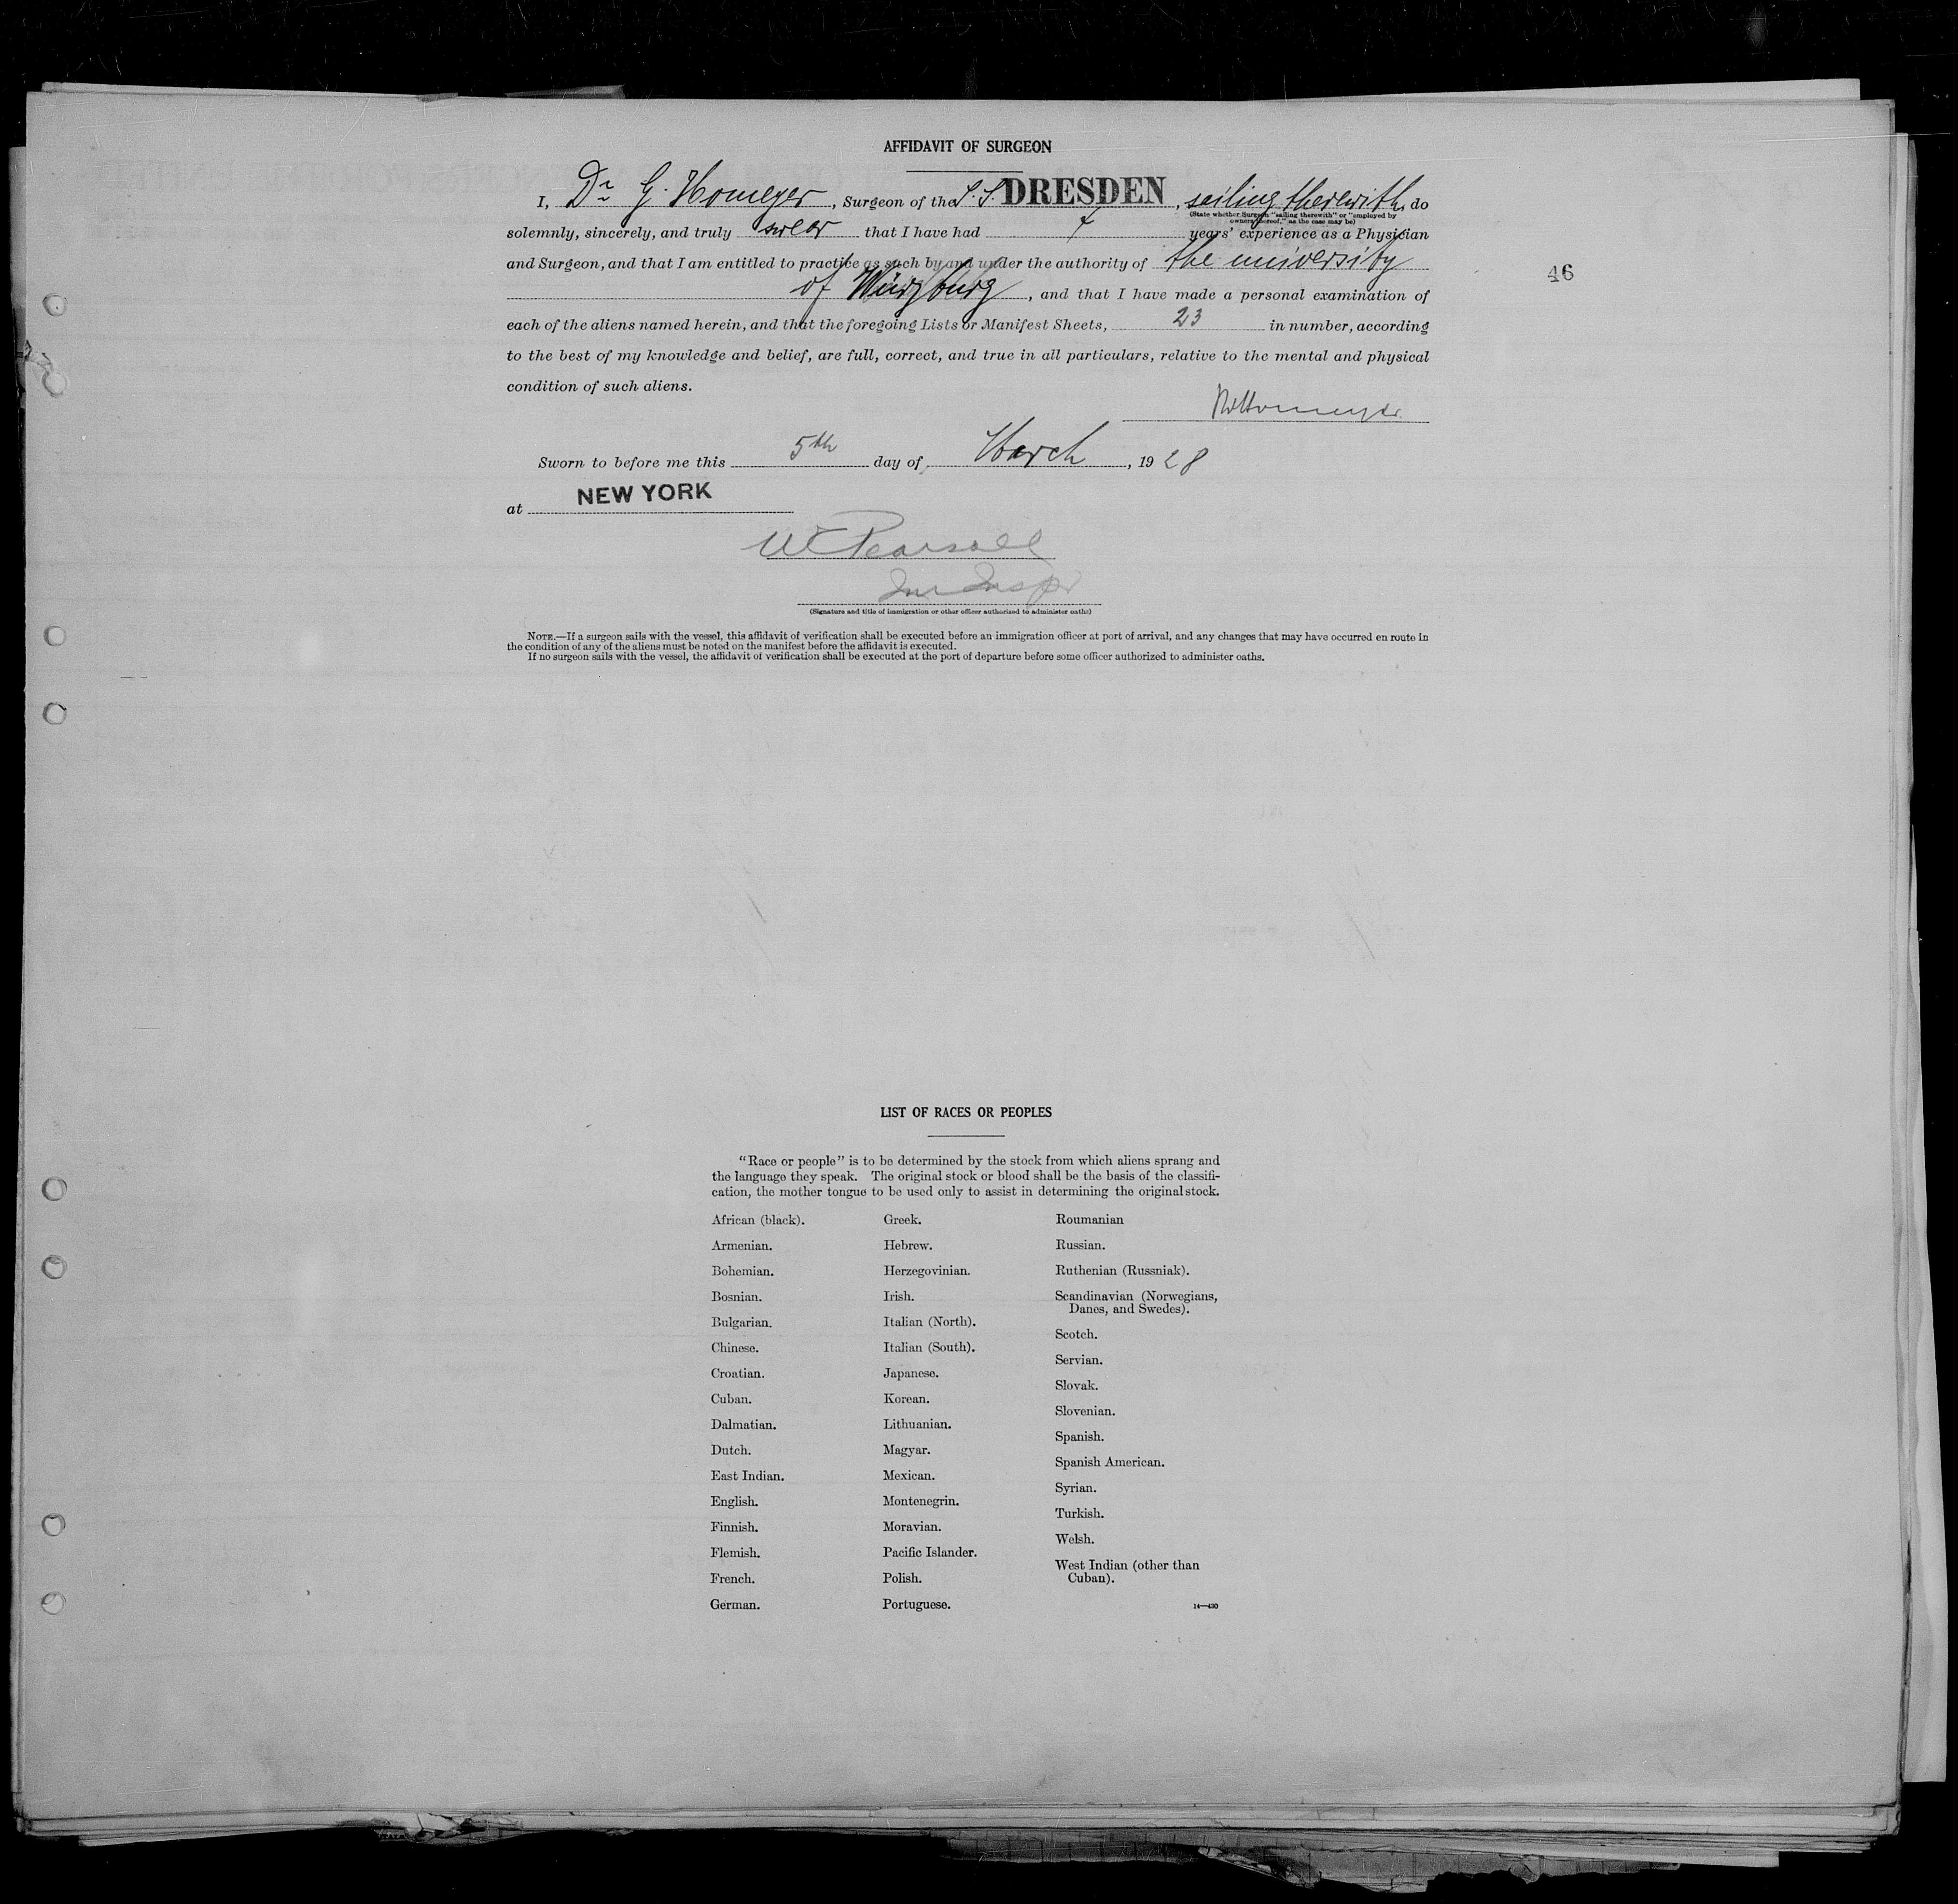 AFFIDAVIT OF SURGEON
I, Dr G. Homeyer, Surgeon of the S.S. DRESDEN, sailing therewith, do
(State whether Surgeon "sailing therewith" or "employed by
owners thereof," as the case may be)
solemnly, sincerely, and truly swear that I have had 7 years' experience as a Physician
and Surgeon, and that I am entitled to practice as such by and under the authority of the university
46
of Würzburg, and that I have made a personal examination of
each of the aliens named herein, and that the foregoing Lists or Manifest Sheets, 23 in number, according
to the best of my knowledge and belief, are full, correct, and true in all particulars, relative to the mental and physical
condition of such aliens.
Sworn to before me this 5th day of March, 1928
at NEW YORK
Pearsall
Im Inspr
(Signature and title of immigration or other officer authorized to administer oaths)
NOTE.—If a surgeon sails with the vessel, this affidavit of verification shall be executed before an immigration officer at port of arrival, and any changes that may have occurred en route in
the condition of any of the aliens must be noted on the manifest before the affidavit is executed.
If no surgeon sails with the vessel, the affidavit of verification shall be executed at the port of departure before some officer authorized to administer oaths.
LIST OF RACES OR PEOPLES
"Race or people" is to be determined by the stock from which aliens sprang and
the language they speak. The original stock or blood shall be the basis of the classifi-
cation, the mother tongue to be used only to assist in determining the original stock.
African (black).
Armenian.
Bohemian.
Bosnian.
Bulgarian.
Chinese.
Croatian.
Cuban.
Dalmatian.
Dutch.
East Indian.
English.
Finnish.
Flemish.
French.
German.
Greek.
Hebrew.
Herzegovinian.
Irish.
Italian (North).
Italian (South).
Japanese.
Korean.
Lithuanian.
Magyar.
Mexican.
Montenegrin.
Moravian.
Pacific Islander.
Polish.
Portuguese.
Roumanian
Russian.
Ruthenian (Russniak).
Scandinavian (Norwegians,
Danes, and Swedes).
Scotch.
Servian.
Slovak.
Slovenian.
Spanish.
Spanish American.
Syrian.
Turkish.
Welsh.
West Indian (other than
Cuban).
14—430